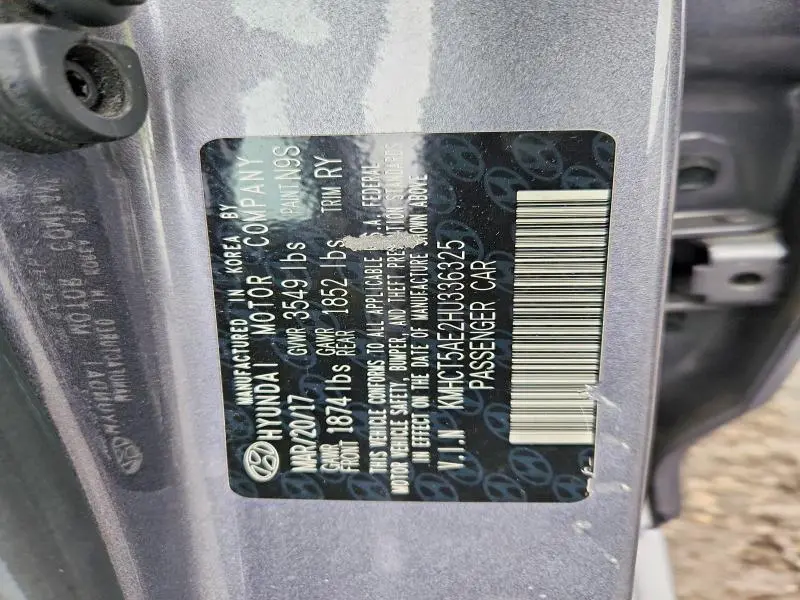 MANUFACTURED IN KOREA BY
HYUNDAI MOTOR COMPANY
MAR/20/17 GVWR 3549 lbs PAINT N9S
GAWR FRONT 1874 lbs GAWR REAR 1852 lbs TRIM RY
THIS VEHICLE CONFORMS TO ALL APPLICABLE U.S.A. FEDERAL
MOTOR VEHICLE SAFETY, BUMPER, AND THEFT PREVENTION STANDARDS
IN EFFECT ON THE DATE OF MANUFACTURE SHOWN ABOVE
V.I.N KMHCT5AE2HU336325
PASSENGER CAR